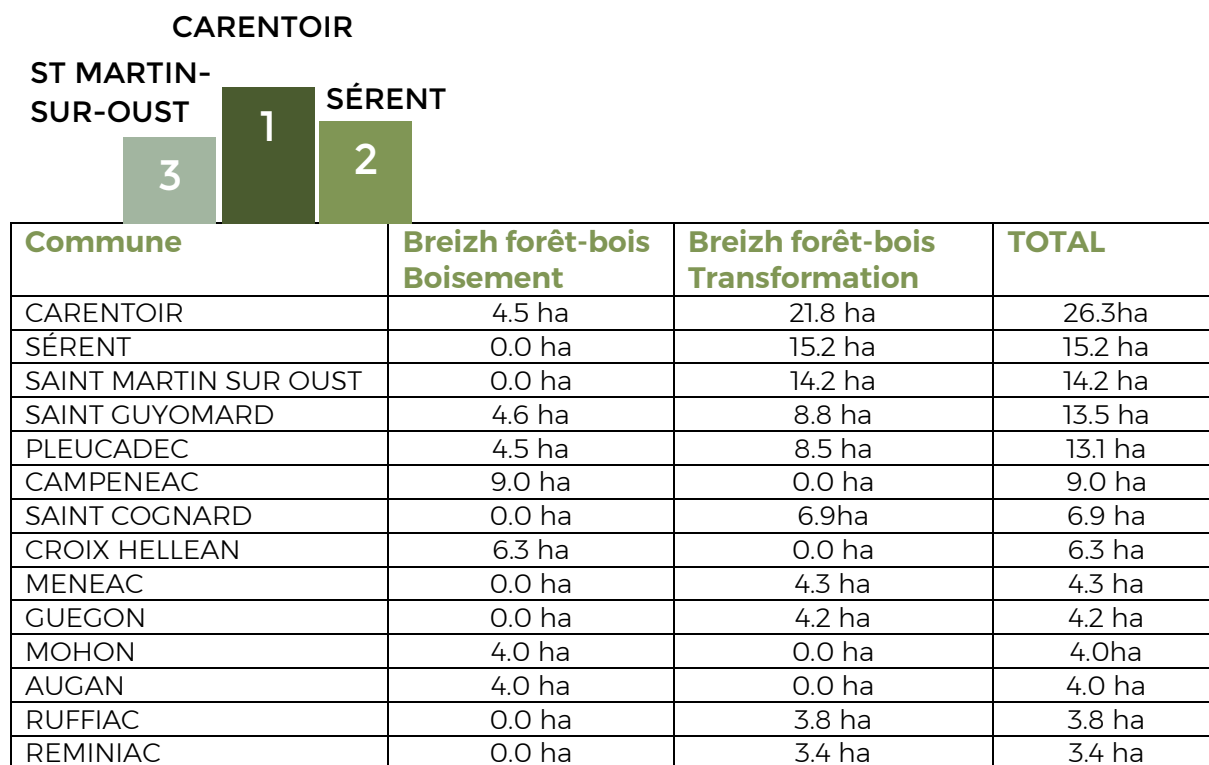 CARENTOIR
ST MARTIN-
SUR-OUST
SÉRENT
1
2
3
Commune Breizh forêt-bois Breizh forêt-bois TOTAL
Boisement Transformation
CARENTOIR 4.5 ha 21.8 ha 26.3ha
SÉRENT 0.0 ha 15.2 ha 15.2 ha
SAINT MARTIN SUR OUST 0.0 ha 14.2 ha 14.2 ha
SAINT GUYOMARD 4.6 ha 8.8 ha 13.5 ha
PLEUCADEC 4.5 ha 8.5 ha 13.1 ha
CAMPENEAC 9.0 ha 0.0 ha 9.0 ha
SAINT COGNARD 0.0 ha 6.9ha 6.9 ha
CROIX HELLEAN 6.3 ha 0.0 ha 6.3 ha
MENEAC 0.0 ha 4.3 ha 4.3 ha
GUEGON 0.0 ha 4.2 ha 4.2 ha
MOHON 4.0 ha 0.0 ha 4.0ha
AUGAN 4.0 ha 0.0 ha 4.0 ha
RUFFIAC 0.0 ha 3.8 ha 3.8 ha
REMINIAC 0.0 ha 3.4 ha 3.4 ha